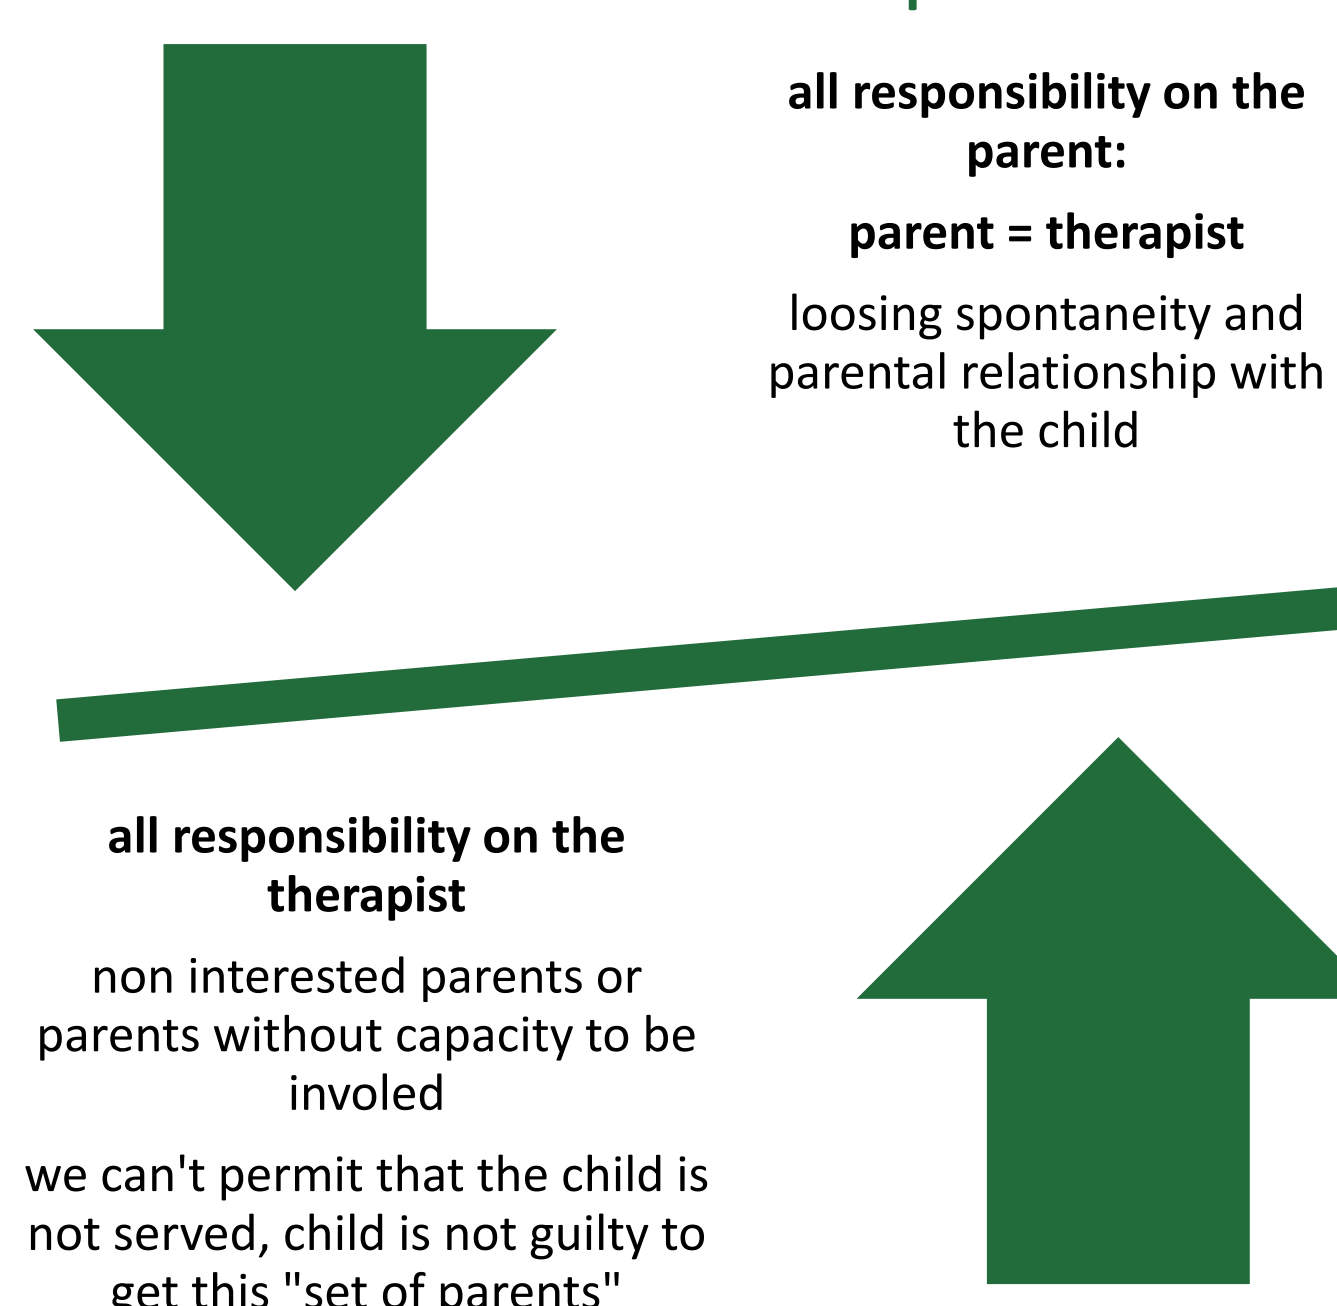 all responsibility on the
parent:
parent = therapist
loosing spontaneity and
parental relationship with
the child
all responsibility on the
therapist
non interested parents or
parents without capacity to be
involed
we can't permit that the child is
not served, child is not guilty to
get this "set of parents"